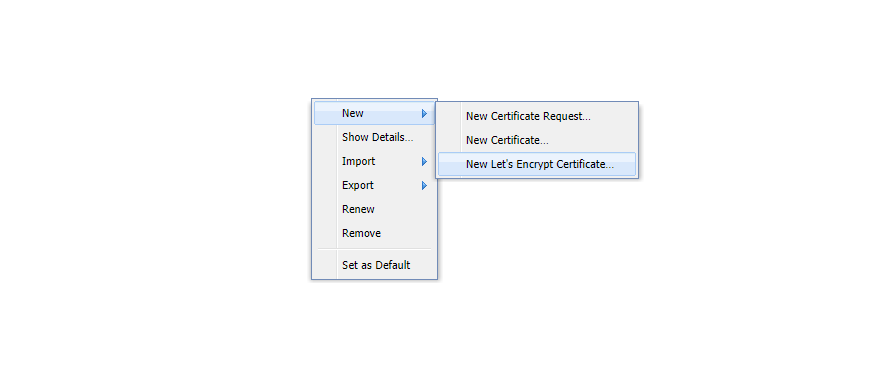 New
Show Details...
Import
Export
Renew
Remove
Set as Default
New Certificate Request...
New Certificate...
New Let's Encrypt Certificate...